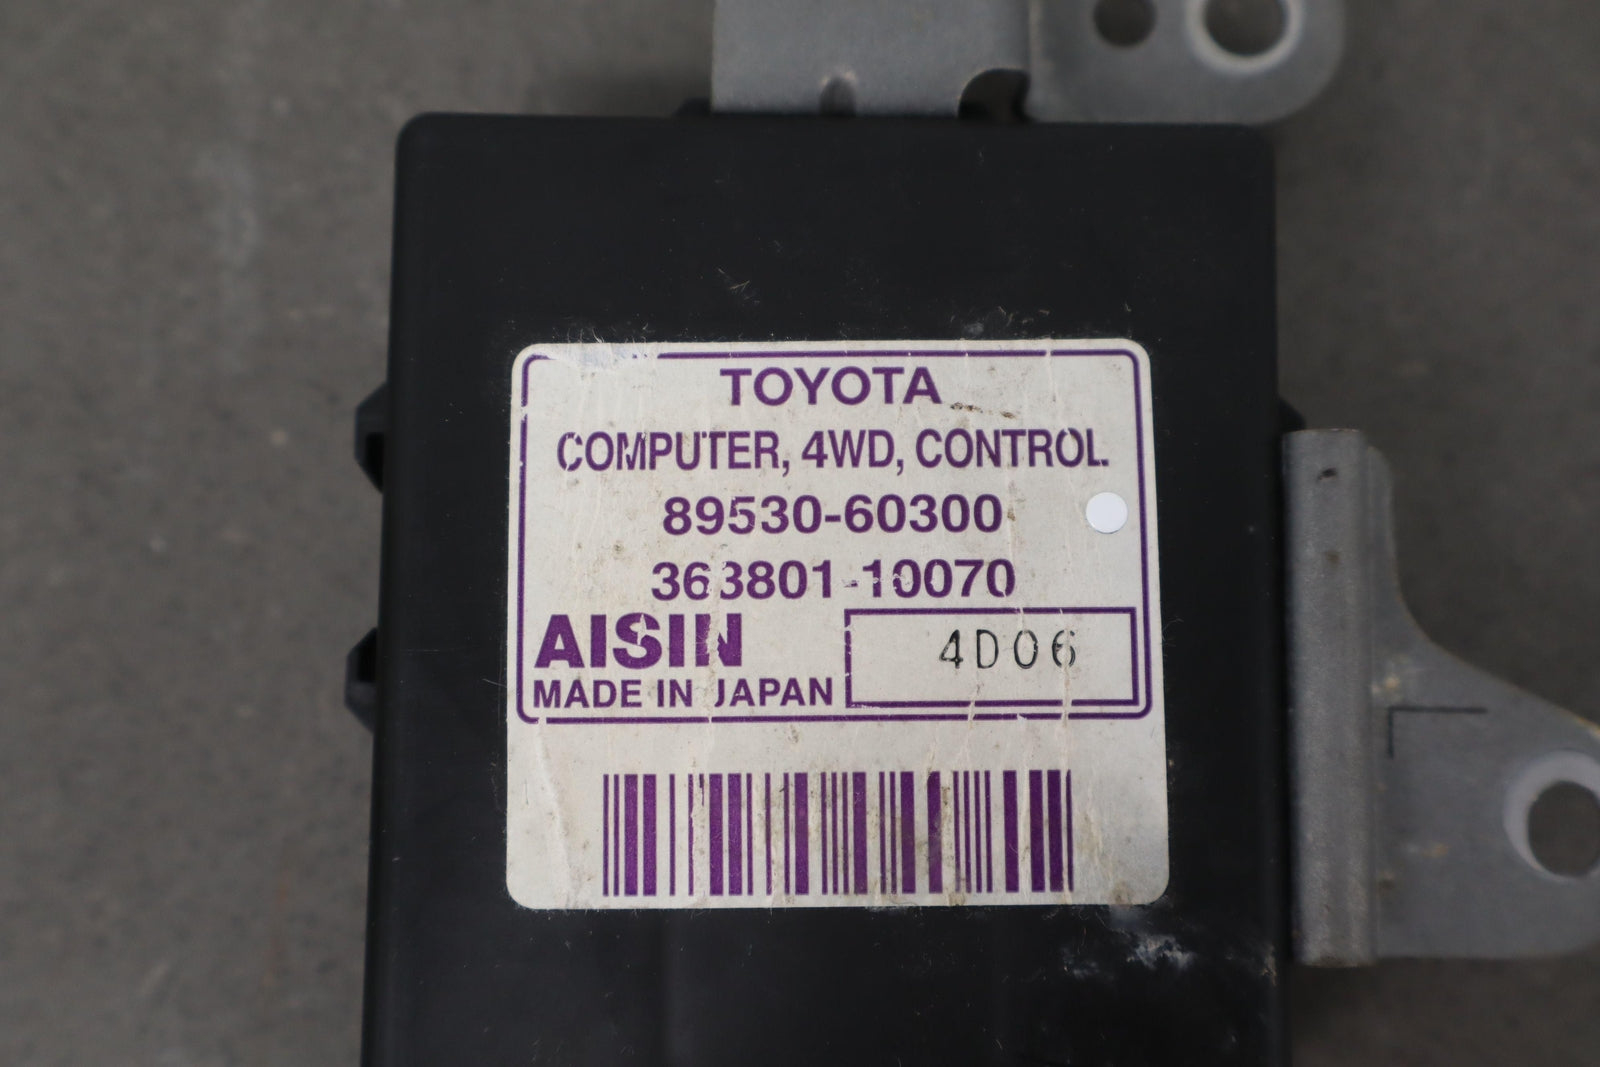 TOYOTA
COMPUTER, 4WD, CONTROL
89530-60300
363801-10070
AISIN
MADE IN JAPAN
4D06